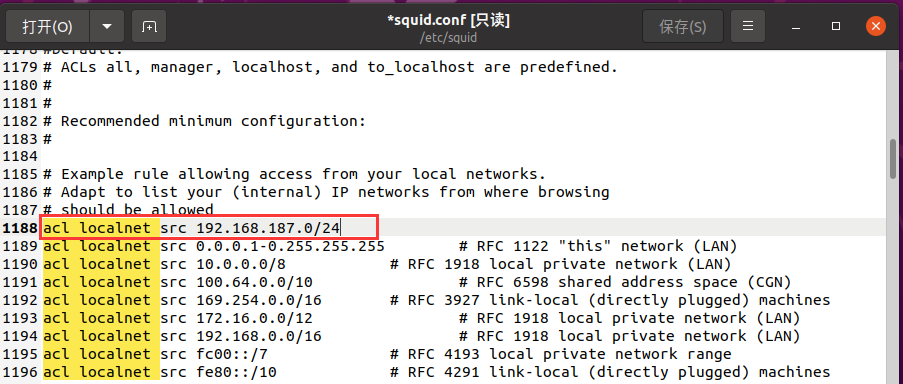 打开(O)
*squid.conf [只读]
/etc/squid
保存(S)
1178 #Default:
1179 # ACLs all, manager, localhost, and to_localhost are predefined.
1180 #
1181 #
1182 # Recommended minimum configuration:
1183 #
1184
1185 # Example rule allowing access from your local networks.
1186 # Adapt to list your (internal) IP networks from where browsing
1187 # should be allowed
1188 acl localnet src 192.168.187.0/24
1189 acl localnet src 0.0.0.1-0.255.255.255 # RFC 1122 "this" network (LAN)
1190 acl localnet src 10.0.0.0/8 # RFC 1918 local private network (LAN)
1191 acl localnet src 100.64.0.0/10 # RFC 6598 shared address space (CGN)
1192 acl localnet src 169.254.0.0/16 # RFC 3927 link-local (directly plugged) machines
1193 acl localnet src 172.16.0.0/12 # RFC 1918 local private network (LAN)
1194 acl localnet src 192.168.0.0/16 # RFC 1918 local private network (LAN)
1195 acl localnet src fc00::/7 # RFC 4193 local private network range
1196 acl localnet src fe80::/10 # RFC 4291 link-local (directly plugged) machines